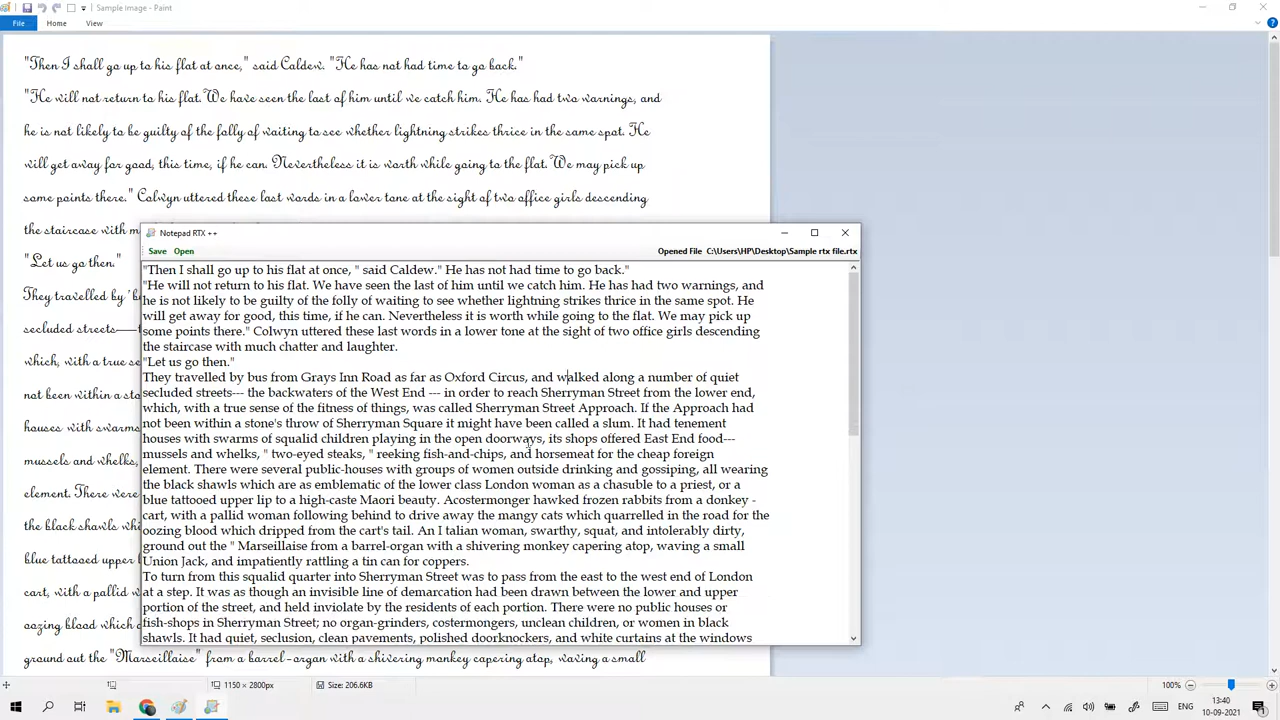 Sample Image - Paint
File
Home
View
"Then I shall go up to his flat at once," said Caldew. "He has not had time to go back."
"He will not return to his flat. We have seen the last of him until we catch him. He has had two warnings, and
he is not likely to be guilty of the folly of waiting to see whether lightning strikes thrice in the same spot. He
will get away for good, this time, if he can. Nevertheless it is worth while going to the flat. We may pick up
some points there." Colwyn uttered these last words in a lower tone at the sight of two office girls descending
the staircase with m
"Let us go then."
They travelled by 'b
secluded streets—t
which, with a true se
not been within a sto
houses with swarms
mussels and whelks,
element. There were
the black shawls whi
blue tattooed upper l
cart, with a pallid w
oozing blood which d
ground out the "Marseillaise" from a barrel-organ with a shivering monkey capering atop, waving a small
Notepad RTX ++
Save Open
Opened File C:\Users\HP\Desktop\Sample rtx file.rtx
"Then I shall go up to his flat at once, " said Caldew." He has not had time to go back."
"He will not return to his flat. We have seen the last of him until we catch him. He has had two warnings, and
he is not likely to be guilty of the folly of waiting to see whether lightning strikes thrice in the same spot. He
will get away for good, this time, if he can. Nevertheless it is worth while going to the flat. We may pick up
some points there." Colwyn uttered these last words in a lower tone at the sight of two office girls descending
the staircase with much chatter and laughter.
"Let us go then."
They travelled by bus from Grays Inn Road as far as Oxford Circus, and walked along a number of quiet
secluded streets--- the backwaters of the West End --- in order to reach Sherryman Street from the lower end,
which, with a true sense of the fitness of things, was called Sherryman Street Approach. If the Approach had
not been within a stone's throw of Sherryman Square it might have been called a slum. It had tenement
houses with swarms of squalid children playing in the open doorways, its shops offered East End food---
mussels and whelks, " two-eyed steaks, " reeking fish-and-chips, and horsemeat for the cheap foreign
element. There were several public-houses with groups of women outside drinking and gossiping, all wearing
the black shawls which are as emblematic of the lower class London woman as a chasuble to a priest, or a
blue tattooed upper lip to a high-caste Maori beauty. Acostermonger hawked frozen rabbits from a donkey -
cart, with a pallid woman following behind to drive away the mangy cats which quarrelled in the road for the
oozing blood which dripped from the cart's tail. An I talian woman, swarthy, squat, and intolerably dirty,
ground out the " Marseillaise from a barrel-organ with a shivering monkey capering atop, waving a small
Union Jack, and impatiently rattling a tin can for coppers.
To turn from this squalid quarter into Sherryman Street was to pass from the east to the west end of London
at a step. It was as though an invisible line of demarcation had been drawn between the lower and upper
portion of the street, and held inviolate by the residents of each portion. There were no public houses or
fish-shops in Sherryman Street; no organ-grinders, costermongers, unclean children, or women in black
shawls. It had quiet, seclusion, clean pavements, polished doorknockers, and white curtains at the windows
1150 × 2800px
Size: 206.6KB
100%
ENG
13:40
10-09-2021